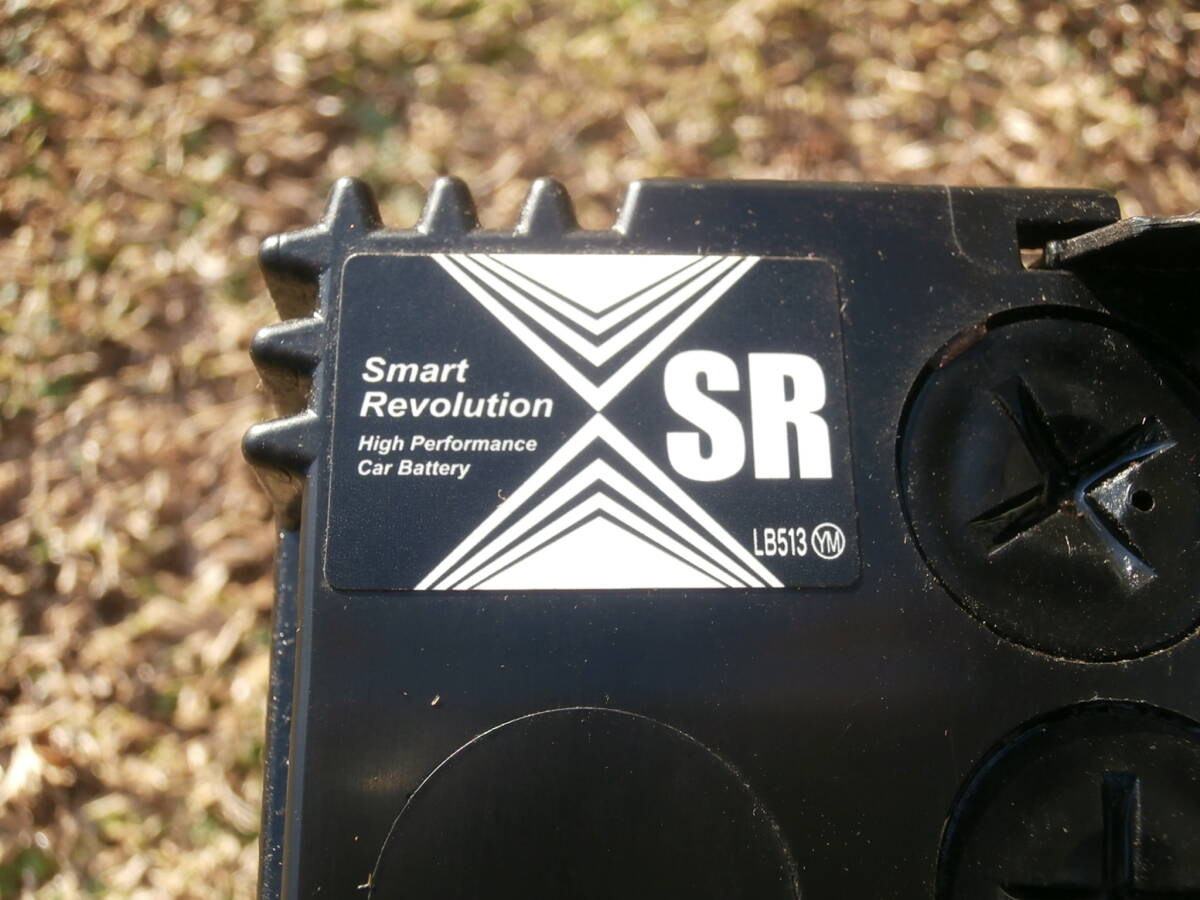 Smart
Revolution
High Performance
Car Battery
SR
LB513 YM